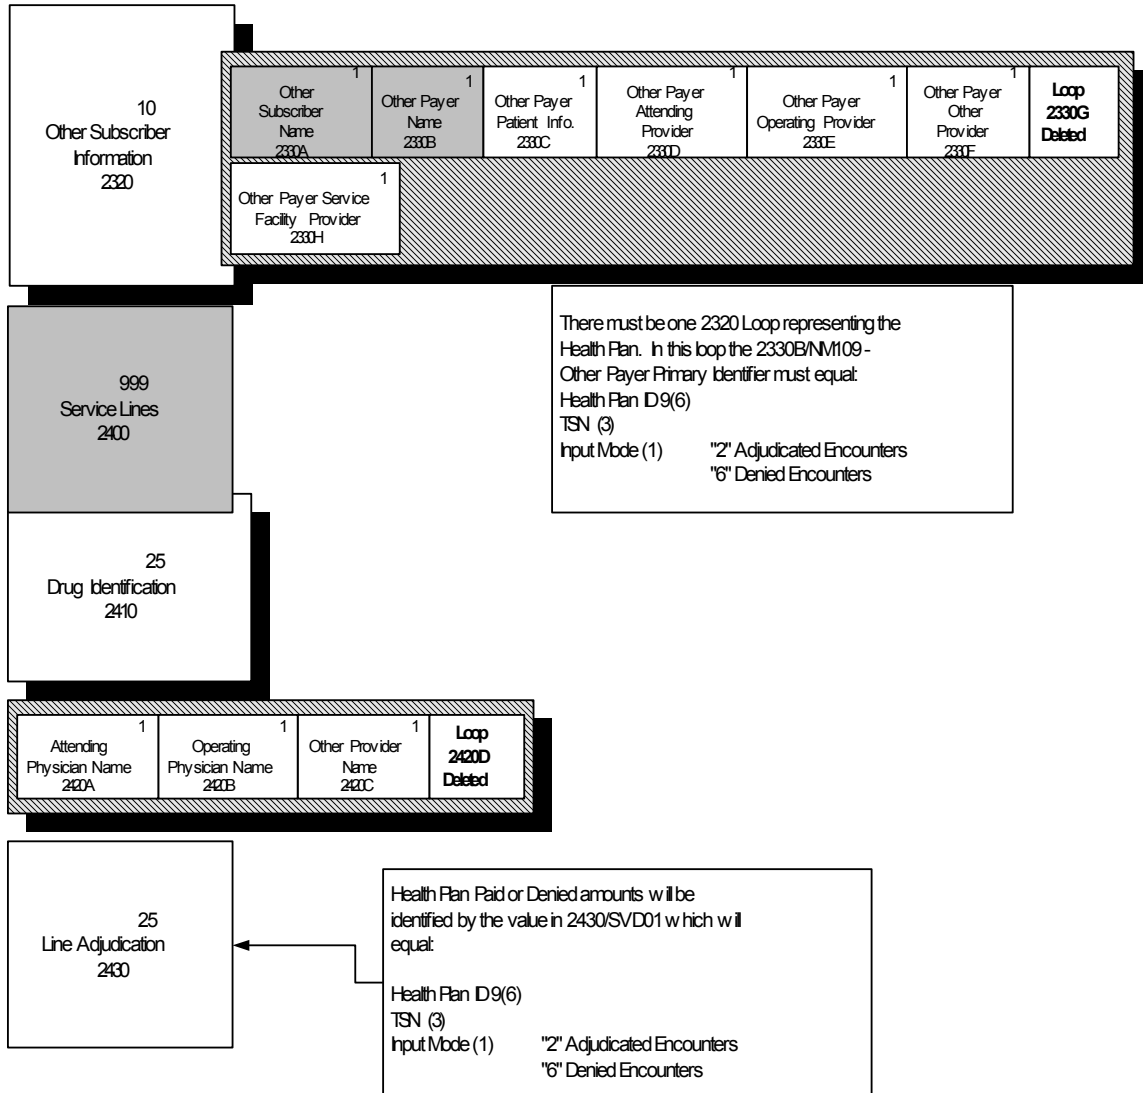 10
Other Subscriber
Information
2320
1
Other
Subscriber
Name
2330A
1
Other Payer
Name
2330B
1
Other Payer
Patient Info.
2330C
1
Other Payer
Attending
Provider
2330D
1
Other Payer
Operating Provider
2330E
1
Other Payer
Other
Provider
2330F
Loop
2330G
Deleted
1
Other Payer Service
Facility Provider
2330H
There must be one 2320 Loop representing the
Health Plan. In this loop the 2330B/NM109 -
Other Payer Primary Identifier must equal:
Health Plan ID 9(6)
TSN (3)
Input Mode (1) "2" Adjudicated Encounters
"6" Denied Encounters
999
Service Lines
2400
25
Drug Identification
2410
1
Attending
Physician Name
2420A
1
Operating
Physician Name
2420B
1
Other Provider
Name
2420C
Loop
2420D
Deleted
25
Line Adjudication
2430
Health Plan Paid or Denied amounts will be
identified by the value in 2430/SVD01 which will
equal:
Health Plan ID 9(6)
TSN (3)
Input Mode (1) "2" Adjudicated Encounters
"6" Denied Encounters